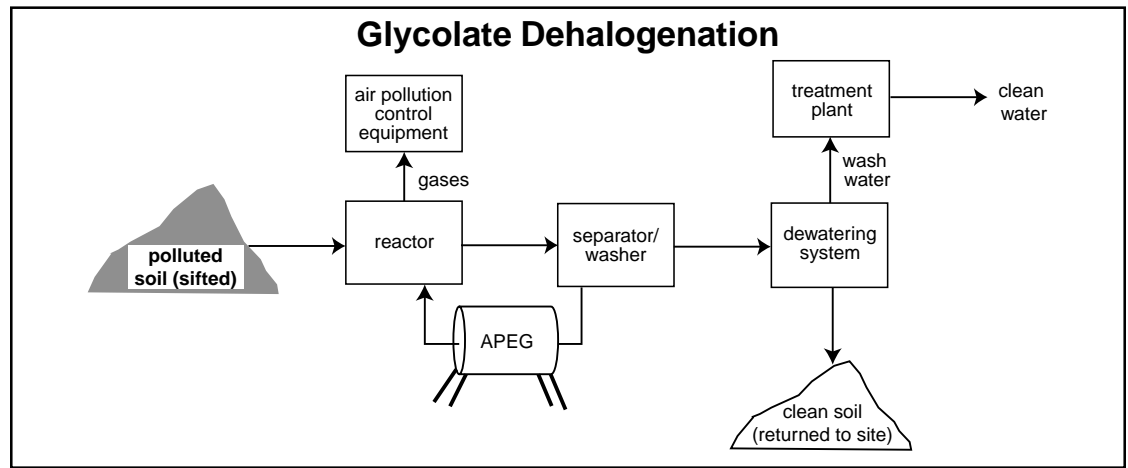 Glycolate Dehalogenation
air pollution
control
equipment
treatment
plant
clean
water
gases
wash
water
polluted
soil (sifted)
reactor
separator/
washer
dewatering
system
APEG
clean soil
(returned to site)